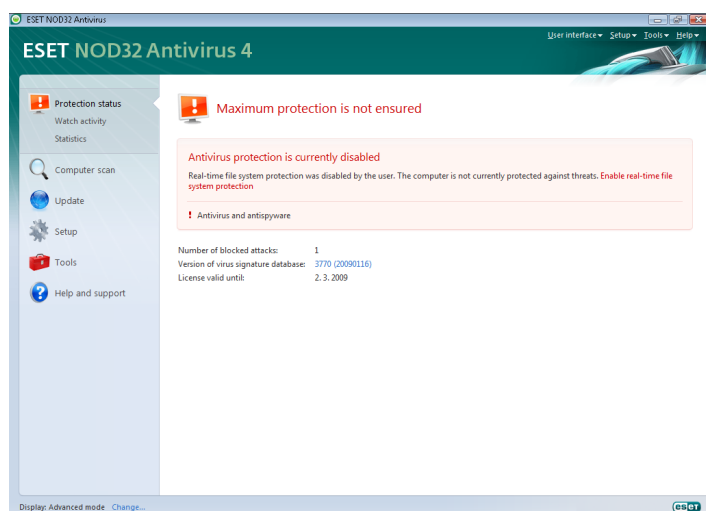 ESET NOD32 Antivirus
User interface Setup Tools Help
ESET NOD32 Antivirus 4
Protection status
Watch activity
Statistics
Computer scan
Update
Setup
Tools
Help and support
Maximum protection is not ensured
Antivirus protection is currently disabled
Real-time file system protection was disabled by the user. The computer is not currently protected against threats. Enable real-time file
system protection
! Antivirus and antispyware
Number of blocked attacks: 1
Version of virus signature database: 3770 (20090116)
License valid until: 2. 3. 2009
Display: Advanced mode Change...
eseT